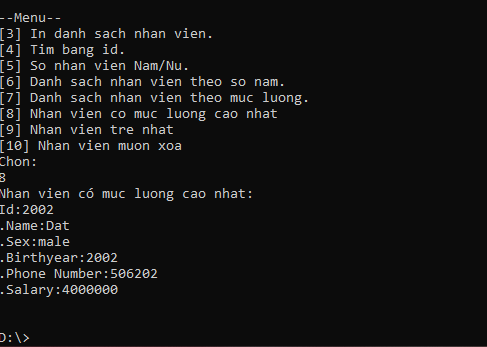 --Menu--
[3] In danh sach nhan vien.
[4] Tim bang id.
[5] So nhan vien Nam/Nu.
[6] Danh sach nhan vien theo so nam.
[7] Danh sach nhan vien theo muc luong.
[8] Nhan vien co muc luong cao nhat
[9] Nhan vien tre nhat
[10] Nhan vien muon xoa
Chon:
8
Nhan vien có muc luong cao nhat:
Id:2002
.Name:Dat
.Sex:male
.Birthyear:2002
.Phone Number:506202
.Salary:4000000
D:\>